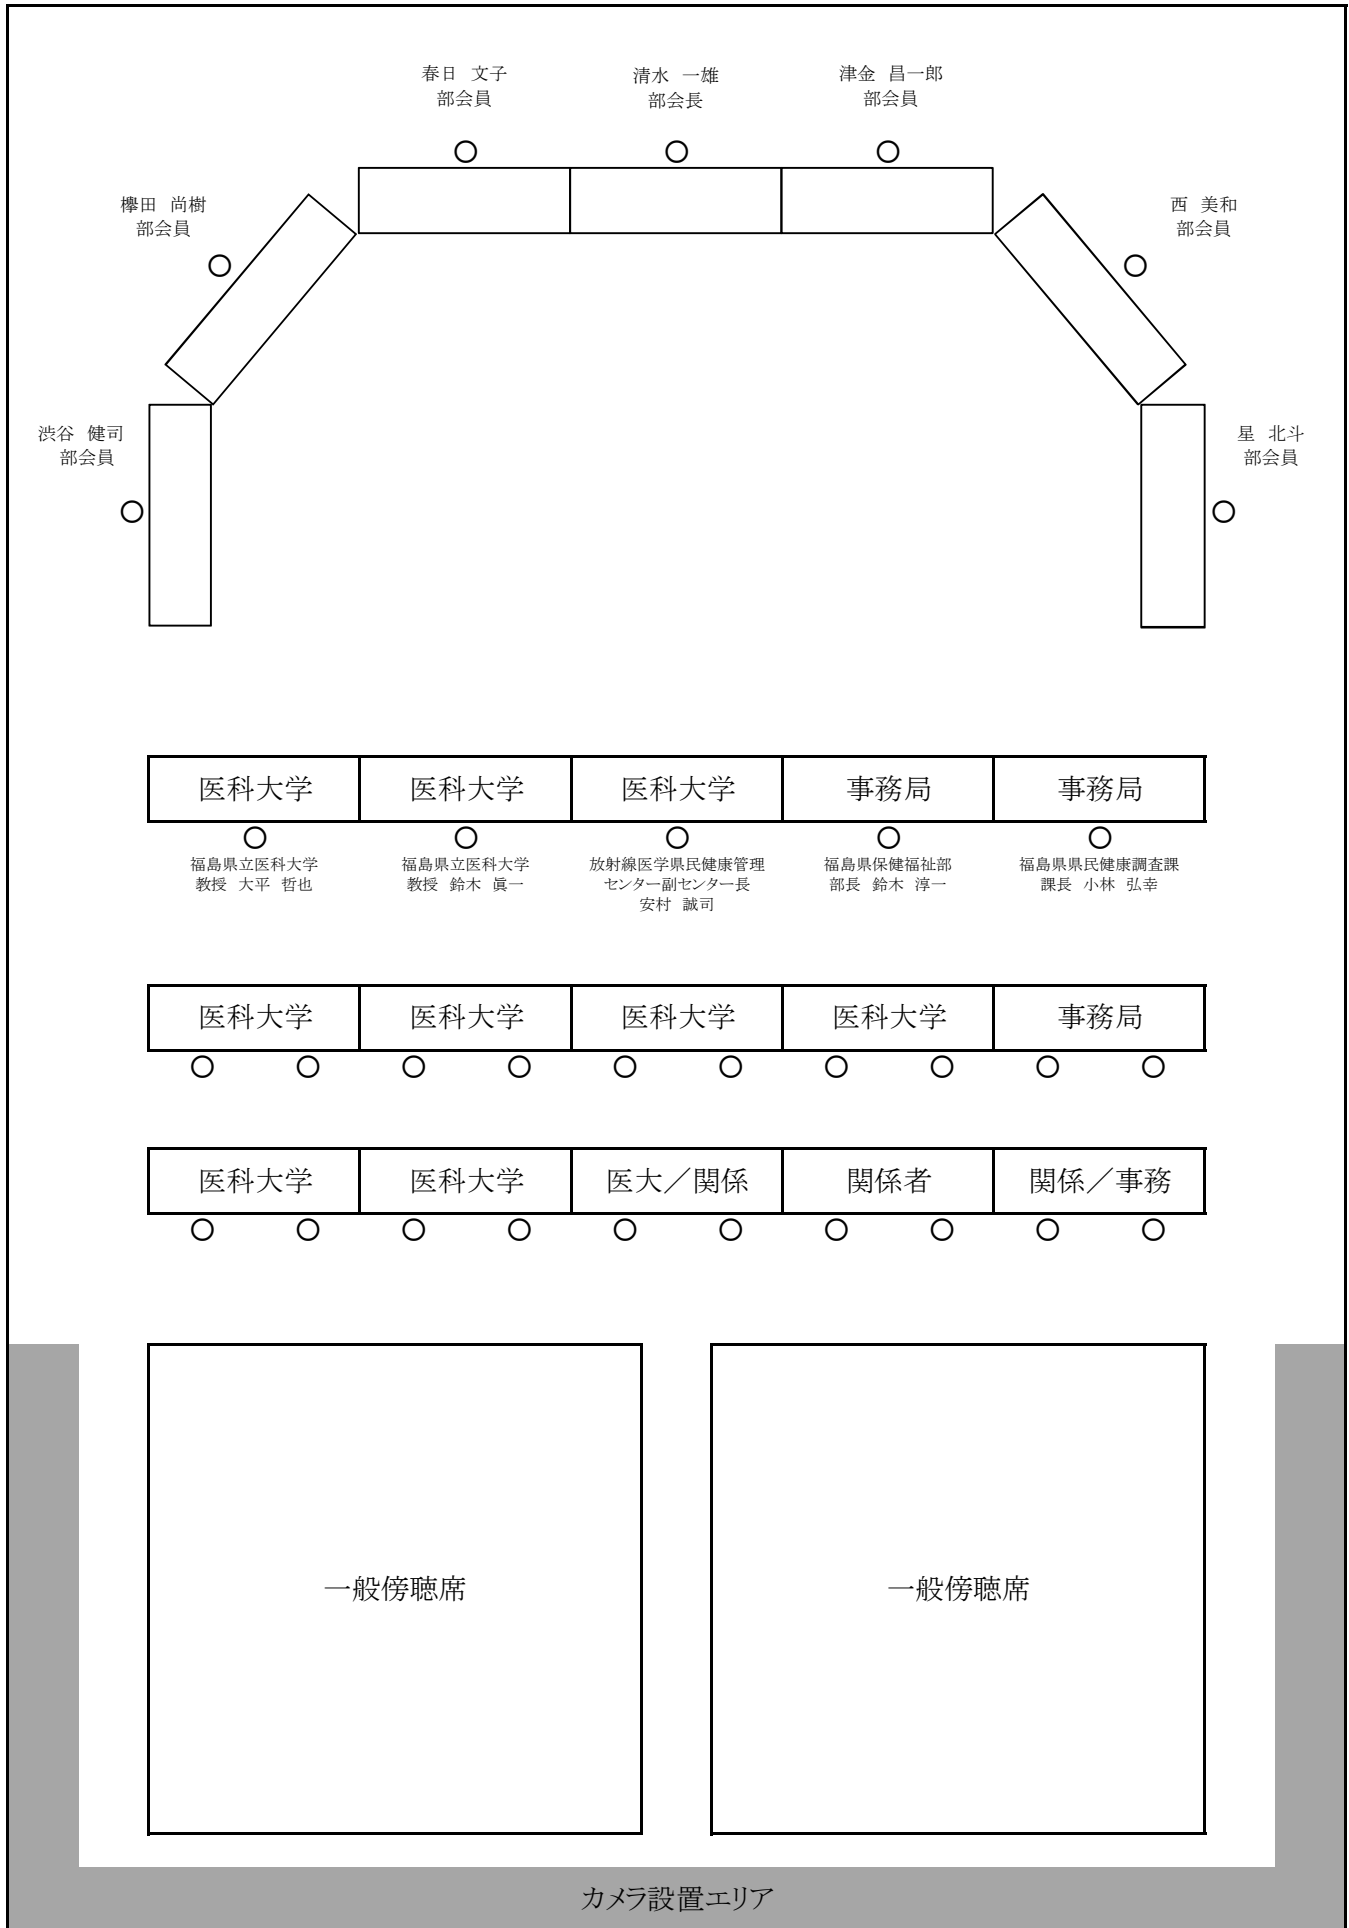 春日 文子
部会員
清水 一雄
部会長
津金 昌一郎
部会員
欅田 尚樹
部会員
西 美和
部会員
渋谷 健司
部会員
星 北斗
部会員
医科大学
医科大学
医科大学
事務局
事務局
福島県立医科大学
教授 大平 哲也
福島県立医科大学
教授 鈴木 眞一
放射線医学県民健康管理
センター副センター長
安村 誠司
福島県保健福祉部
部長 鈴木 淳一
福島県県民健康調査課
課長 小林 弘幸
医科大学
医科大学
医科大学
医科大学
事務局
医科大学
医科大学
医大／関係
関係者
関係／事務
一般傍聴席
一般傍聴席
カメラ設置エリア